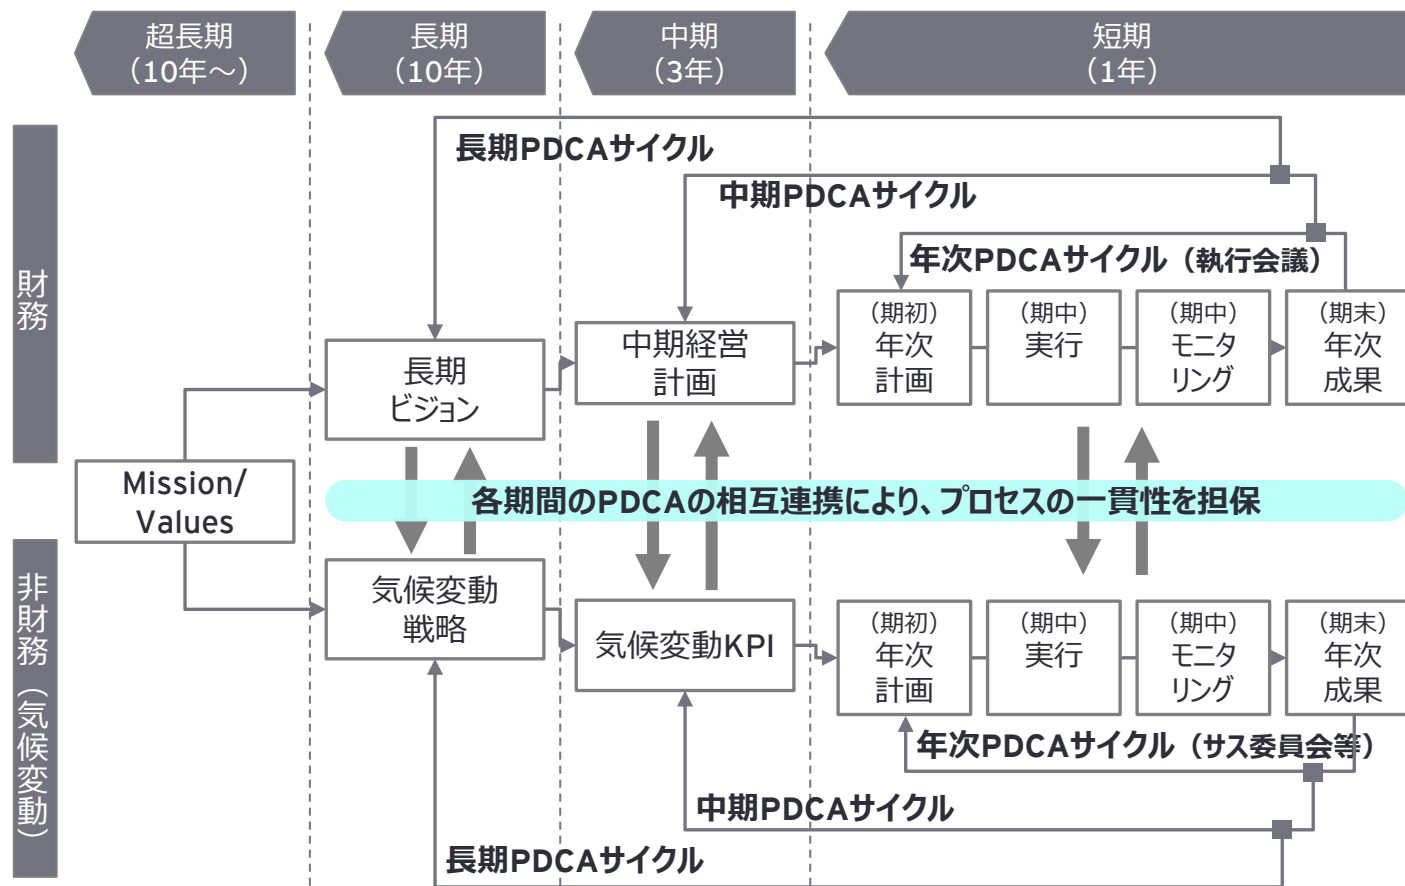 超長期
（10年～）
長期
（10年）
中期
（3年）
短期
（1年）
財務
長期PDCAサイクル
中期PDCAサイクル
年次PDCAサイクル（執行会議）
長期
ビジョン
中期経営
計画
（期初）
年次
計画
（期中）
実行
（期中）
モニタ
リング
（期末）
年次
成果
Mission/
Values
各期間のPDCAの相互連携により、プロセスの一貫性を担保
非財務（気候変動）
気候変動
戦略
気候変動KPI
（期初）
年次
計画
（期中）
実行
（期中）
モニタ
リング
（期末）
年次
成果
年次PDCAサイクル（サス委員会等）
中期PDCAサイクル
長期PDCAサイクル